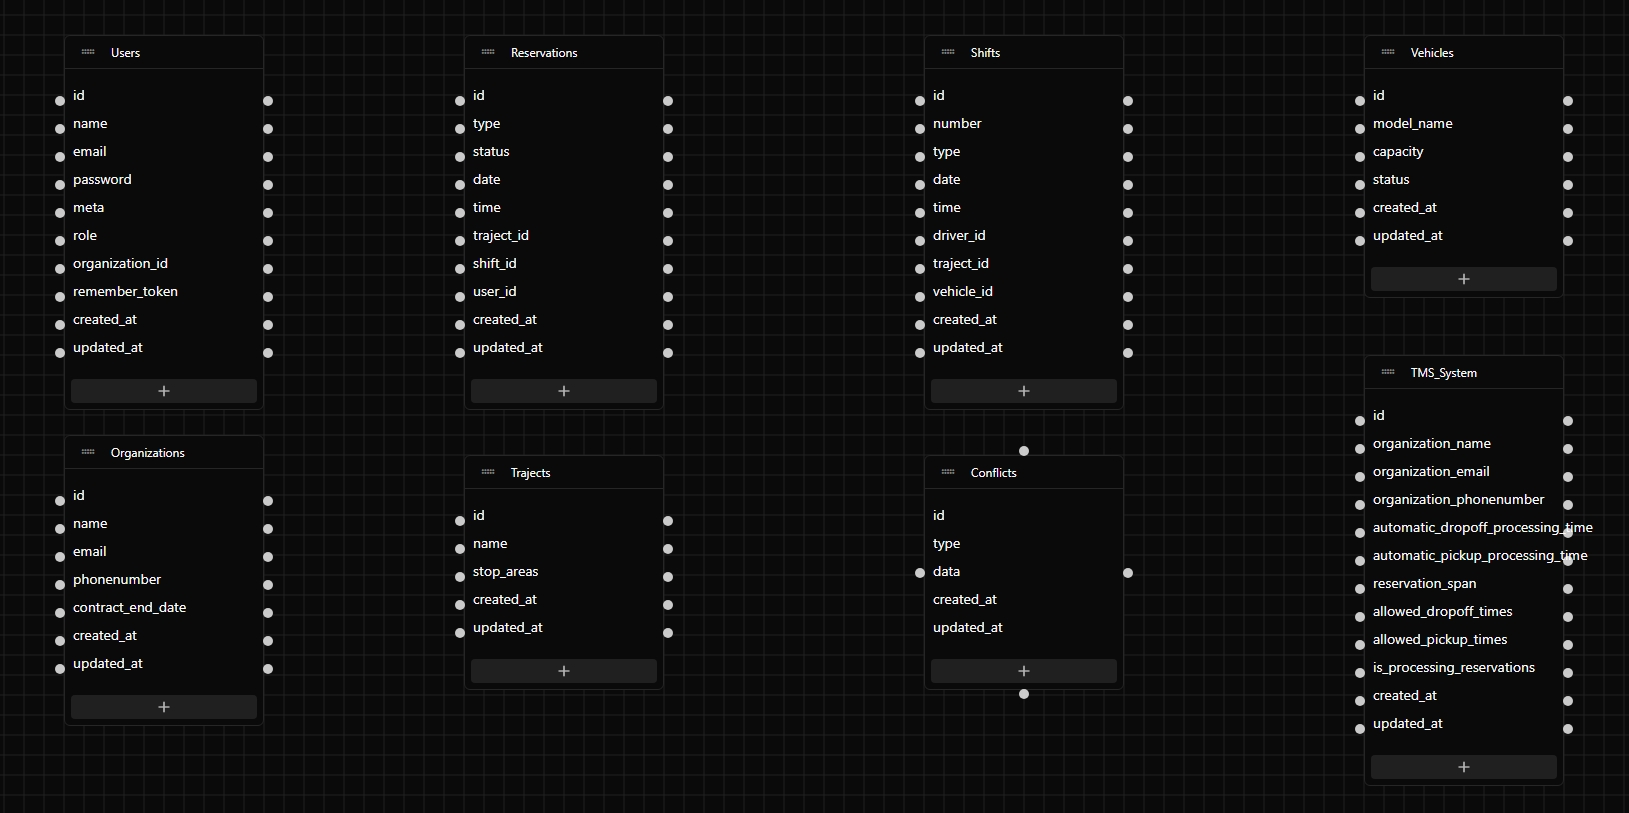 Users
id
name
email
password
meta
role
organization_id
remember_token
created_at
updated_at
+
Reservations
id
type
status
date
time
traject_id
shift_id
user_id
created_at
updated_at
+
Shifts
id
number
type
date
time
driver_id
traject_id
vehicle_id
created_at
updated_at
+
Vehicles
id
model_name
capacity
status
created_at
updated_at
+
Organizations
id
name
email
phonenumber
contract_end_date
created_at
updated_at
+
Trajects
id
name
stop_areas
created_at
updated_at
+
Conflicts
id
type
data
created_at
updated_at
+
TMS_System
id
organization_name
organization_email
organization_phonenumber
automatic_dropoff_processing_time
automatic_pickup_processing_time
reservation_span
allowed_dropoff_times
allowed_pickup_times
is_processing_reservations
created_at
updated_at
+